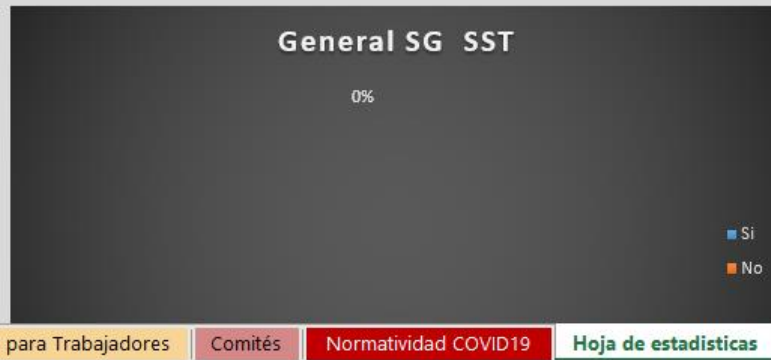 General SG SST
0%
Si
No
para Trabajadores Comités Normatividad COVID19 Hoja de estadisticas